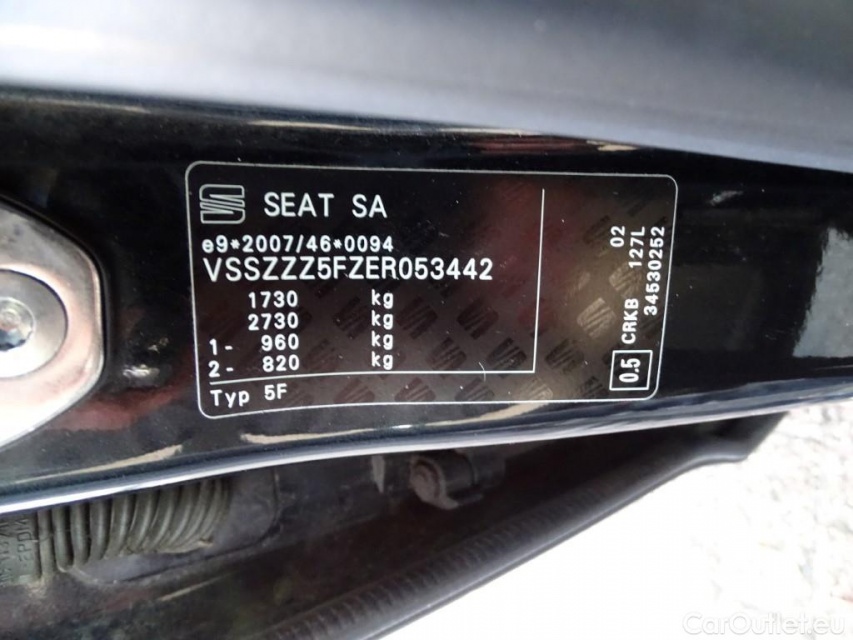 SEAT SA
e9*2007/46*0094
VSSZZZ5FZER053442
1730 kg
2730 kg
1- 960 kg
2- 820 kg
Typ 5F
02
CRKB 127L
34530252
0.5
CarOutlet.eu